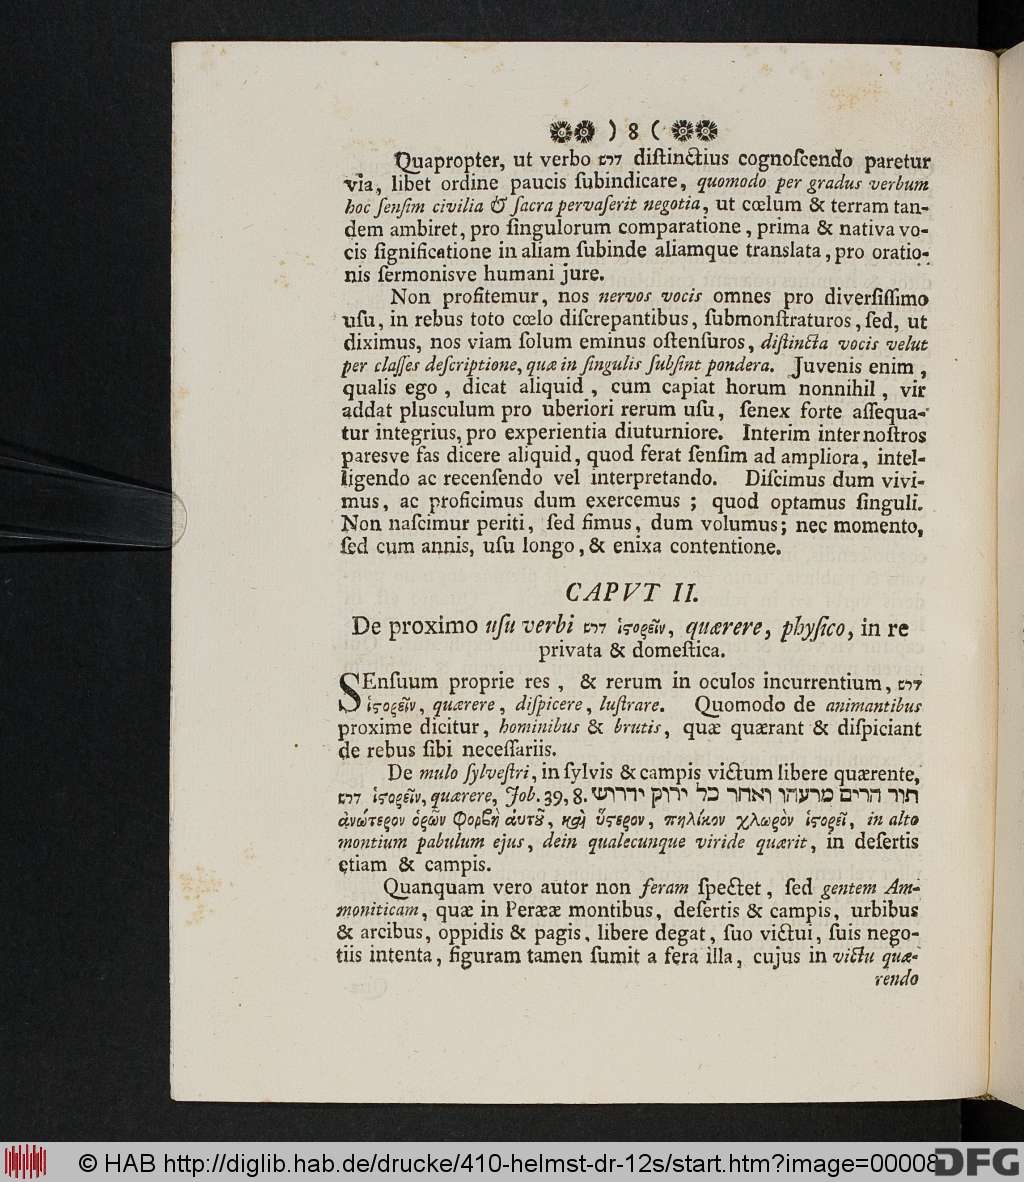 ) 8 (
Quapropter, ut verbo דרש diſtinctius cognoſcendo paretur
via, libet ordine paucis ſubindicare, quomodo per gradus verbum
hoc ſenſim civilia & ſacra pervaſerit negotia, ut cœlum & terram tan-
dem ambiret, pro ſingulorum comparatione, prima & nativa vo-
cis ſignificatione in aliam ſubinde aliamque translata, pro oratio-
nis ſermonisve humani jure.
Non profitemur, nos nervos vocis omnes pro diverſiſſimo
uſu, in rebus toto cœlo diſcrepantibus, ſubmonſtraturos, ſed, ut
diximus, nos viam ſolum eminus oſtenſuros, diſtincta vocis velut
per claſſes deſcriptione, quæ in ſingulis ſubſint pondera. Juvenis enim,
qualis ego, dicat aliquid, cum capiat horum nonnihil, vir
addat plusculum pro uberiori rerum uſu, ſenex forte aſſequa-
tur integrius, pro experientia diuturniore. Interim inter noſtros
paresve fas dicere aliquid, quod ferat ſenſim ad ampliora, intel-
ligendo ac recenſendo vel interpretando. Diſcimus dum vivi-
mus, ac proficimus dum exercemus; quod optamus ſinguli.
Non naſcimur periti, ſed fimus, dum volumus; nec momento,
ſed cum annis, uſu longo, & enixa contentione.
CAPVT II.
De proximo uſu verbi דרש ἱϛορεῖν, quærere, phyſico, in re
privata & domeſtica.
SEnſuum proprie res, & rerum in oculos incurrentium, דרש
ἱϛορεῖν, quærere, diſpicere, luſtrare. Quomodo de animantibus
proxime dicitur, hominibus & brutis, quæ quærant & diſpiciant
de rebus ſibi neceſſariis.
De mulo ſylveſtri, in ſylvis & campis victum libere quærente,
דרש ἱϛορεῖν, quærere, Job. 39, 8. תור הרים מרעהו ואחר כל ירוק ידרוש
ἀνώτερον ὁρῶν φορβὴ ἀυτοῦ, καὶ ὕϛερον, πηλίκον χλωρὸν ἱϛορεῖ, in alto
montium pabulum ejus, dein qualecunque viride quærit, in deſertis
etiam & campis.
Quanquam vero autor non feram ſpectet, ſed gentem Am-
moniticam, quæ in Perææ montibus, deſertis & campis, urbibus
& arcibus, oppidis & pagis, libere degat, ſuo victui, ſuis nego-
tiis intenta, figuram tamen ſumit a fera illa, cujus in victu quæ-
rendo
© HAB http://diglib.hab.de/drucke/410-helmst-dr-12s/start.htm?image=00008
DFG